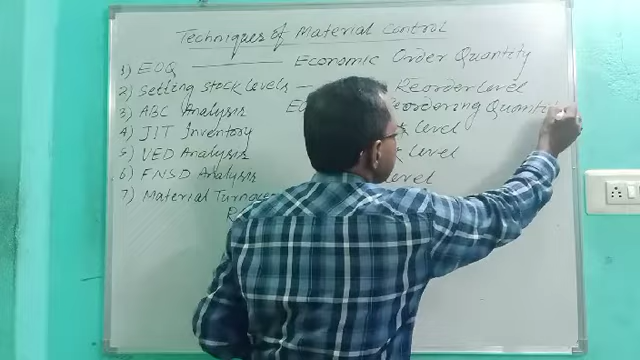 Techniques of Material Control
1) EOQ — Economic Order Quantity
2) Setting Stock Levels — Reorder Level
3) ABC Analysis Reordering Quantity
4) JIT Inventory Level
5) VED Analysis Level
6) FNSD Analysis Level
7) Material Turnover